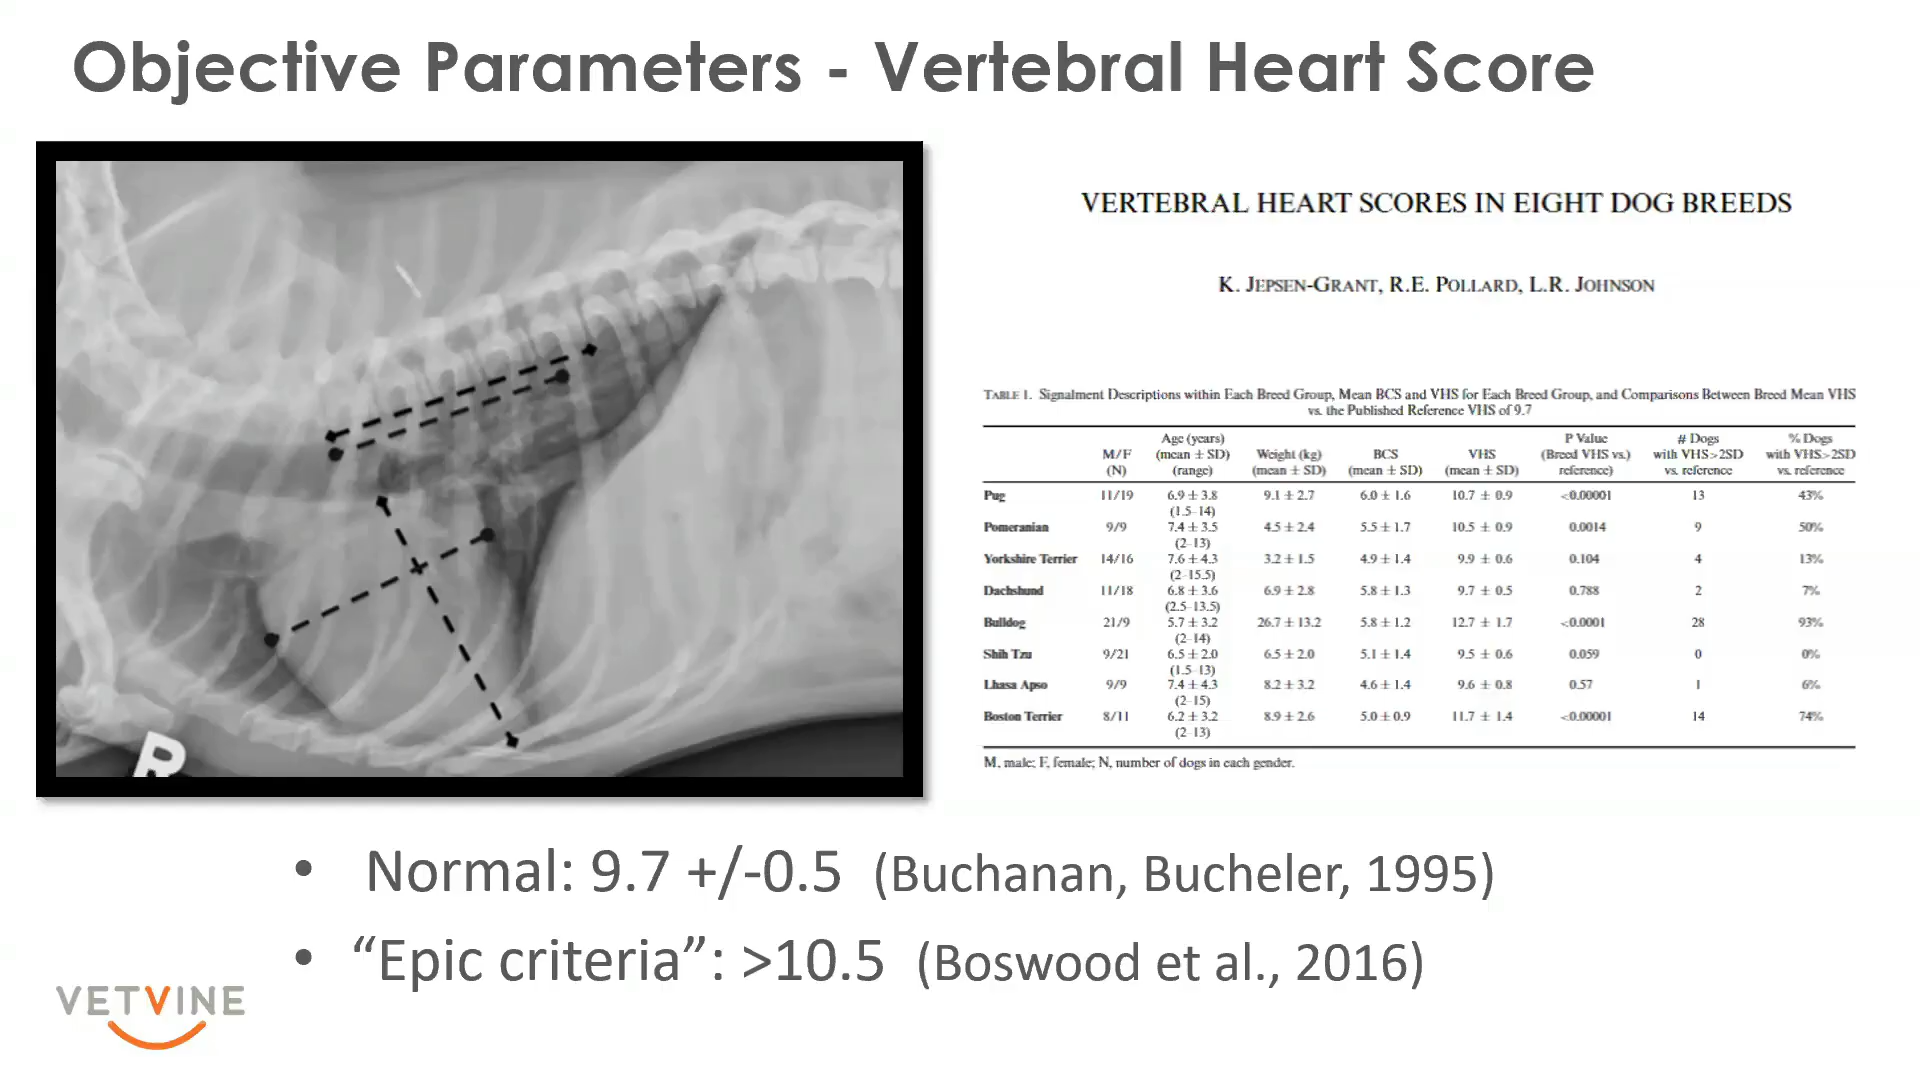 Objective Parameters - Vertebral Heart Score
VERTEBRAL HEART SCORES IN EIGHT DOG BREEDS
K. JEPSEN-GRANT, R.E. POLLARD, L.R. JOHNSON
TABLE 1. Signalment Descriptions within Each Breed Group, Mean BCS and VHS for Each Breed Group, and Comparisons Between Breed Mean VHS
vs. the Published Reference VHS of 9.7
Age (years) P Value # Dogs % Dogs
M/F (mean ± SD) Weight (kg) BCS VHS (Breed VHS vs.) with VHS>2SD with VHS>2SD
(N) (range) (mean ± SD) (mean ± SD) (mean ± SD) reference) vs. reference vs. reference
Pug 11/19 6.9 ± 3.8 9.1 ± 2.7 6.0 ± 1.6 10.7 ± 0.9 <0.00001 13 43%
(1.5-14)
Pomeranian 9/9 7.4 ± 3.5 4.5 ± 2.4 5.5 ± 1.7 10.5 ± 0.9 0.0014 9 50%
(2-13)
Yorkshire Terrier 14/16 7.6 ± 4.3 3.2 ± 1.5 4.9 ± 1.4 9.9 ± 0.6 0.104 4 13%
(2-15.5)
Dachshund 11/18 6.8 ± 3.6 6.9 ± 2.8 5.8 ± 1.3 9.7 ± 0.5 0.788 2 7%
(2.5-13.5)
Bulldog 21/9 5.7 ± 3.2 26.7 ± 13.2 5.8 ± 1.2 12.7 ± 1.7 <0.0001 28 93%
(2-14)
Shih Tzu 9/21 6.5 ± 2.0 6.5 ± 2.0 5.1 ± 1.4 9.5 ± 0.6 0.059 0 0%
(1.5-13)
Lhasa Apso 9/9 7.4 ± 4.3 8.2 ± 3.2 4.6 ± 1.4 9.6 ± 0.8 0.57 1 6%
(2-15)
Boston Terrier 8/11 6.2 ± 3.2 8.9 ± 2.6 5.0 ± 0.9 11.7 ± 1.4 <0.00001 14 74%
(2-13)
M, male; F, female; N, number of dogs in each gender.
R
• Normal: 9.7 +/-0.5 (Buchanan, Bucheler, 1995)
• “Epic criteria”: >10.5 (Boswood et al., 2016)
VETVINE